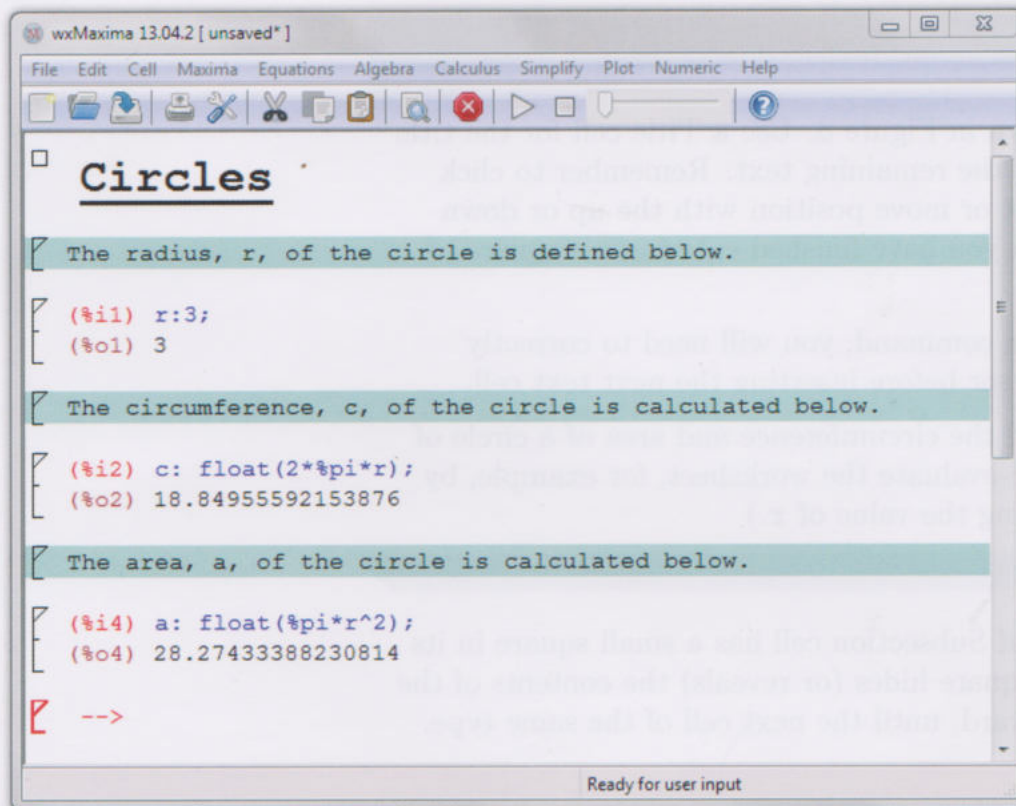 wxMaxima 13.04.2 [ unsaved* ]
File Edit Cell Maxima Equations Algebra Calculus Simplify Plot Numeric Help
Circles
The radius, r, of the circle is defined below.
(%i1) r:3;
(%o1) 3
The circumference, c, of the circle is calculated below.
(%i2) c: float(2*%pi*r);
(%o2) 18.84955592153876
The area, a, of the circle is calculated below.
(%i4) a: float(%pi*r^2);
(%o4) 28.27433388230814
-->
Ready for user input